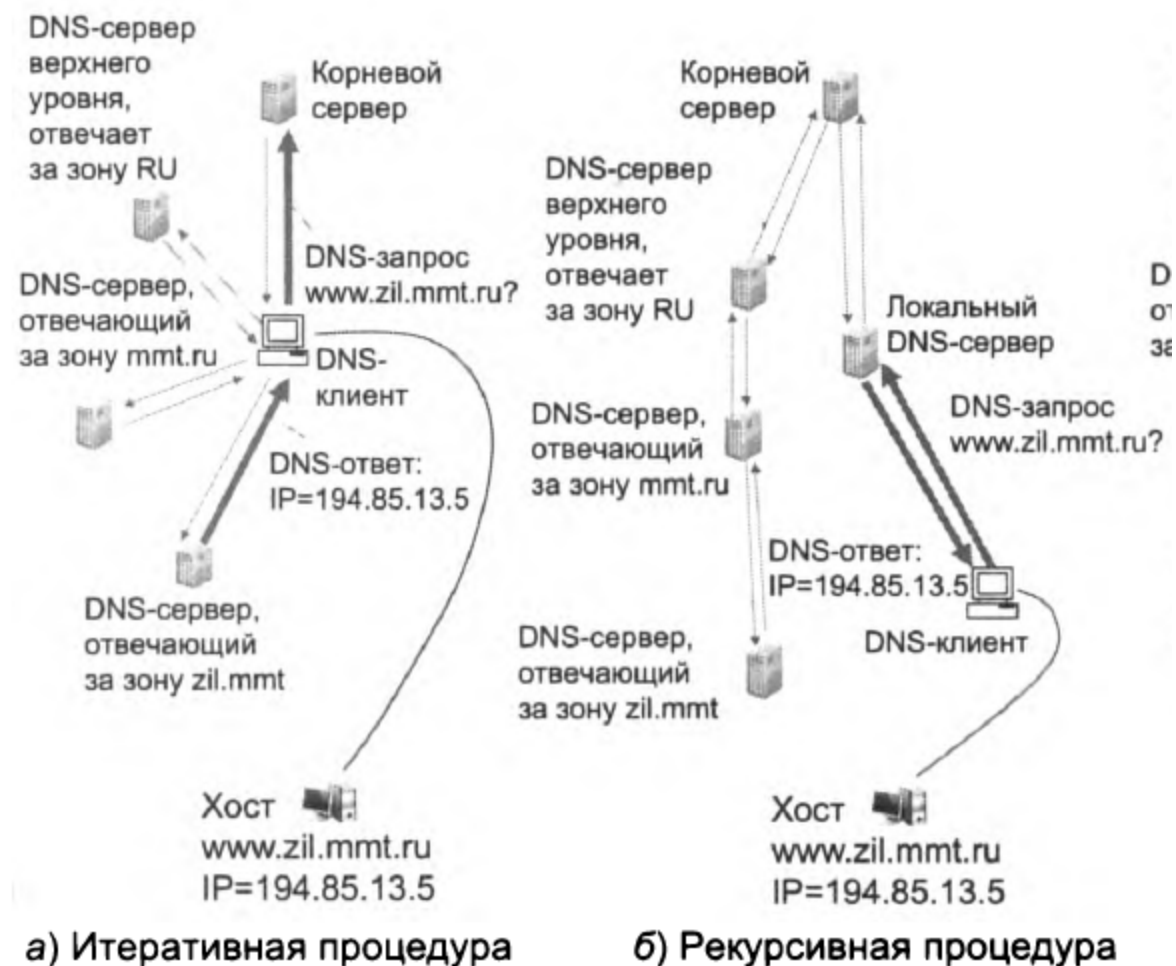 DNS-сервер
верхнего
уровня,
отвечает
за зону RU
Корневой
сервер
DNS-запрос
www.zil.mmt.ru?
DNS-сервер,
отвечающий
за зону mmt.ru
DNS-
клиент
DNS-ответ:
IP=194.85.13.5
DNS-сервер,
отвечающий
за зону zil.mmt
Хост
www.zil.mmt.ru
IP=194.85.13.5
а) Итеративная процедура
Корневой
сервер
DNS-сервер
верхнего
уровня,
отвечает
за зону RU
Локальный
DNS-сервер
DNS-запрос
www.zil.mmt.ru?
DNS-сервер,
отвечающий
за зону mmt.ru
DNS-ответ:
IP=194.85.13.5
DNS-клиент
DNS-сервер,
отвечающий
за зону zil.mmt
Хост
www.zil.mmt.ru
IP=194.85.13.5
б) Рекурсивная процедура